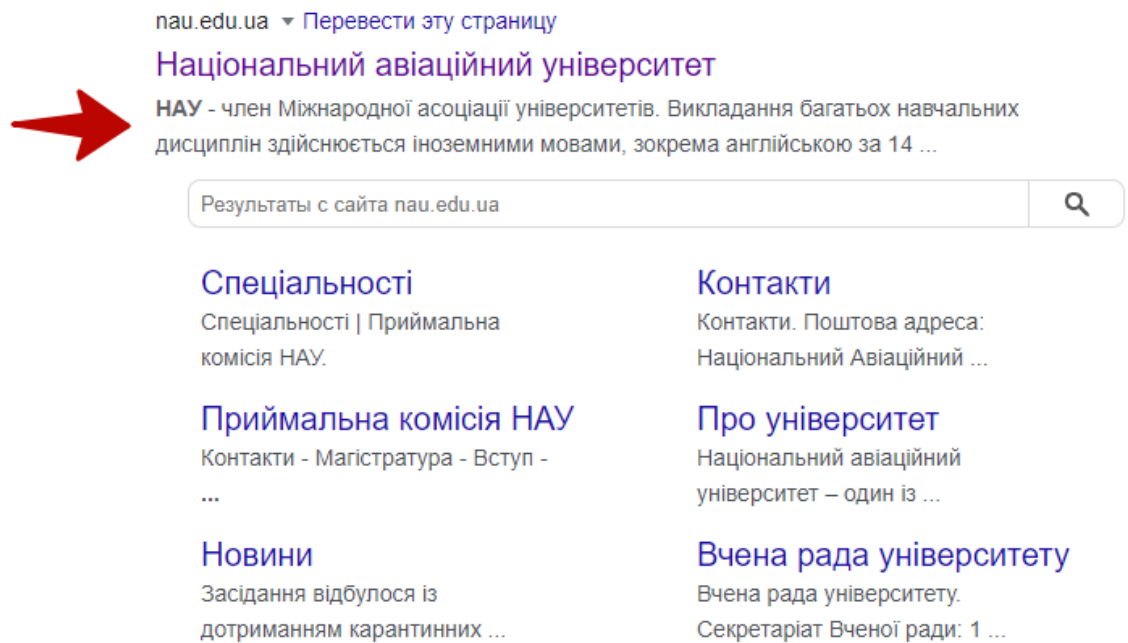 nau.edu.ua ▾ Перевести эту страницу
Національний авіаційний університет
НАУ - член Міжнародної асоціації університетів. Викладання багатьох навчальних
дисциплін здійснюється іноземними мовами, зокрема англійською за 14 ...
Результаты с сайта nau.edu.ua
Спеціальності
Спеціальності | Приймальна
комісія НАУ.
Контакти
Контакти. Поштова адреса:
Національний Авіаційний ...
Приймальна комісія НАУ
Контакти - Магістратура - Вступ -
...
Про університет
Національний авіаційний
університет – один із ...
Новини
Засідання відбулося із
дотриманням карантинних ...
Вчена рада університету
Вчена рада університету.
Секретаріат Вченої ради: 1 ...